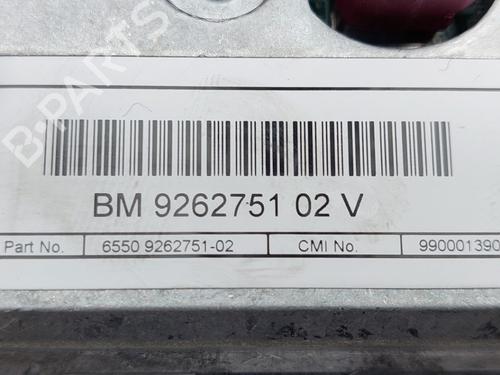 B-PARTS
BM 9262751 02 V
Part No. 6550 9262751-02 CMI No. 990001390